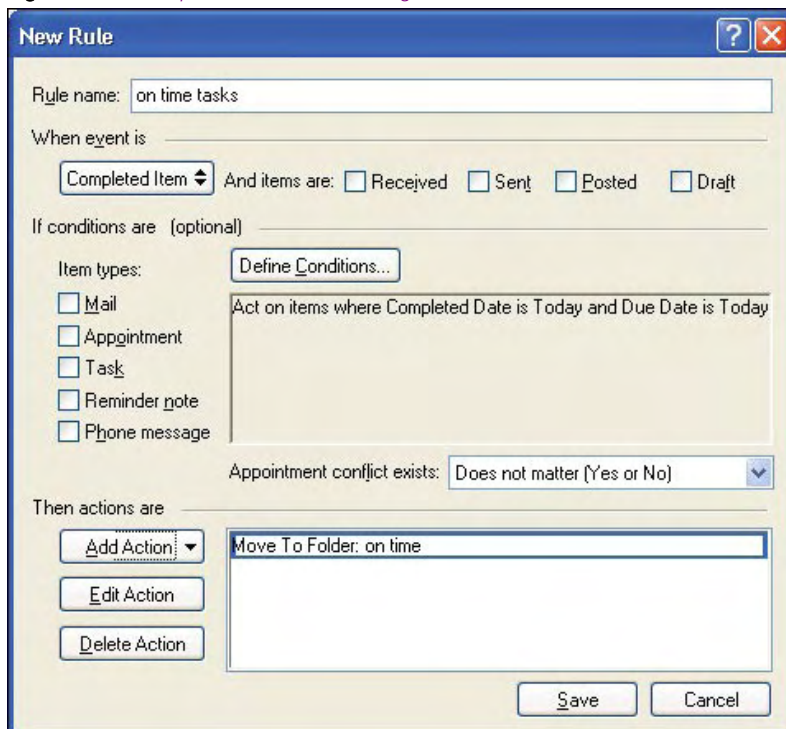 New Rule
Rule name: on time tasks
When event is
Completed Item And items are: Received Sent Posted Draft
If conditions are (optional)
Item types: Define Conditions...
Mail
Act on items where Completed Date is Today and Due Date is Today
Appointment
Task
Reminder note
Phone message
Appointment conflict exists: Does not matter (Yes or No)
Then actions are
Add Action Move To Folder: on time
Edit Action
Delete Action
Save Cancel